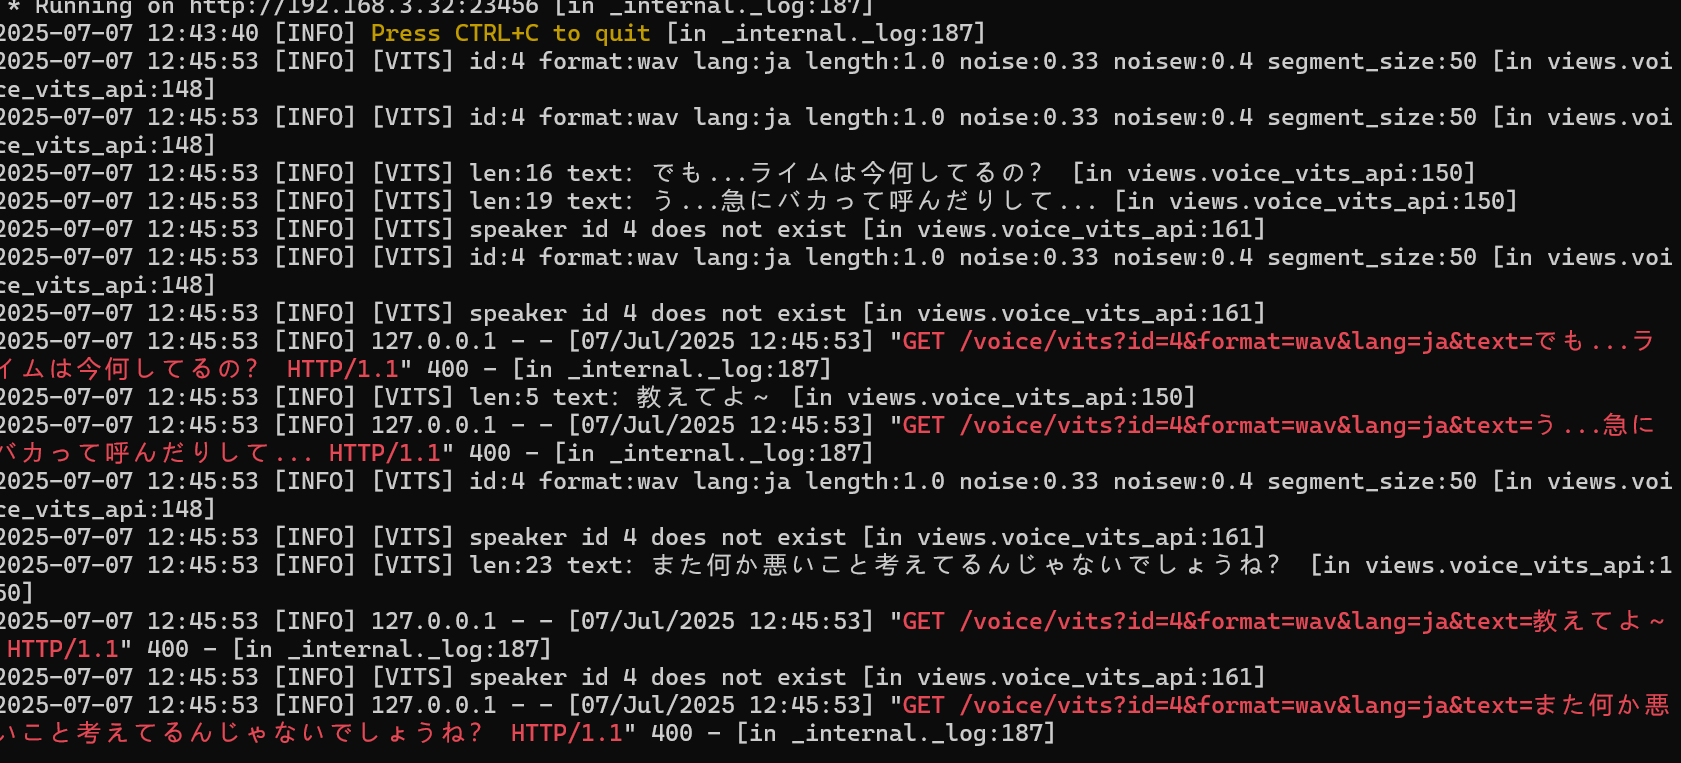 * Running on http://192.168.3.32:23456 [in _internal._log:187]
2025-07-07 12:43:40 [INFO] Press CTRL+C to quit [in _internal._log:187]
2025-07-07 12:45:53 [INFO] [VITS] id:4 format:wav lang:ja length:1.0 noise:0.33 noisew:0.4 segment_size:50 [in views.voi
ce_vits_api:148]
2025-07-07 12:45:53 [INFO] [VITS] id:4 format:wav lang:ja length:1.0 noise:0.33 noisew:0.4 segment_size:50 [in views.voi
ce_vits_api:148]
2025-07-07 12:45:53 [INFO] [VITS] len:16 text: でも...ライムは今何してるの？ [in views.voice_vits_api:150]
2025-07-07 12:45:53 [INFO] [VITS] len:19 text: う...急にバカって呼んだりして... [in views.voice_vits_api:150]
2025-07-07 12:45:53 [INFO] [VITS] speaker id 4 does not exist [in views.voice_vits_api:161]
2025-07-07 12:45:53 [INFO] [VITS] id:4 format:wav lang:ja length:1.0 noise:0.33 noisew:0.4 segment_size:50 [in views.voi
ce_vits_api:148]
2025-07-07 12:45:53 [INFO] [VITS] speaker id 4 does not exist [in views.voice_vits_api:161]
2025-07-07 12:45:53 [INFO] 127.0.0.1 - - [07/Jul/2025 12:45:53] "GET /voice/vits?id=4&format=wav&lang=ja&text=でも...ラ
イムは今何してるの？ HTTP/1.1" 400 - [in _internal._log:187]
2025-07-07 12:45:53 [INFO] [VITS] len:5 text: 教えてよ～ [in views.voice_vits_api:150]
2025-07-07 12:45:53 [INFO] 127.0.0.1 - - [07/Jul/2025 12:45:53] "GET /voice/vits?id=4&format=wav&lang=ja&text=う...急に
バカって呼んだりして... HTTP/1.1" 400 - [in _internal._log:187]
2025-07-07 12:45:53 [INFO] [VITS] id:4 format:wav lang:ja length:1.0 noise:0.33 noisew:0.4 segment_size:50 [in views.voi
ce_vits_api:148]
2025-07-07 12:45:53 [INFO] [VITS] speaker id 4 does not exist [in views.voice_vits_api:161]
2025-07-07 12:45:53 [INFO] [VITS] len:23 text: また何か悪いこと考えてるんじゃないでしょうね？ [in views.voice_vits_api:1
50]
2025-07-07 12:45:53 [INFO] 127.0.0.1 - - [07/Jul/2025 12:45:53] "GET /voice/vits?id=4&format=wav&lang=ja&text=教えてよ～
HTTP/1.1" 400 - [in _internal._log:187]
2025-07-07 12:45:53 [INFO] [VITS] speaker id 4 does not exist [in views.voice_vits_api:161]
2025-07-07 12:45:53 [INFO] 127.0.0.1 - - [07/Jul/2025 12:45:53] "GET /voice/vits?id=4&format=wav&lang=ja&text=また何か悪
いこと考えてるんじゃないでしょうね？ HTTP/1.1" 400 - [in _internal._log:187]